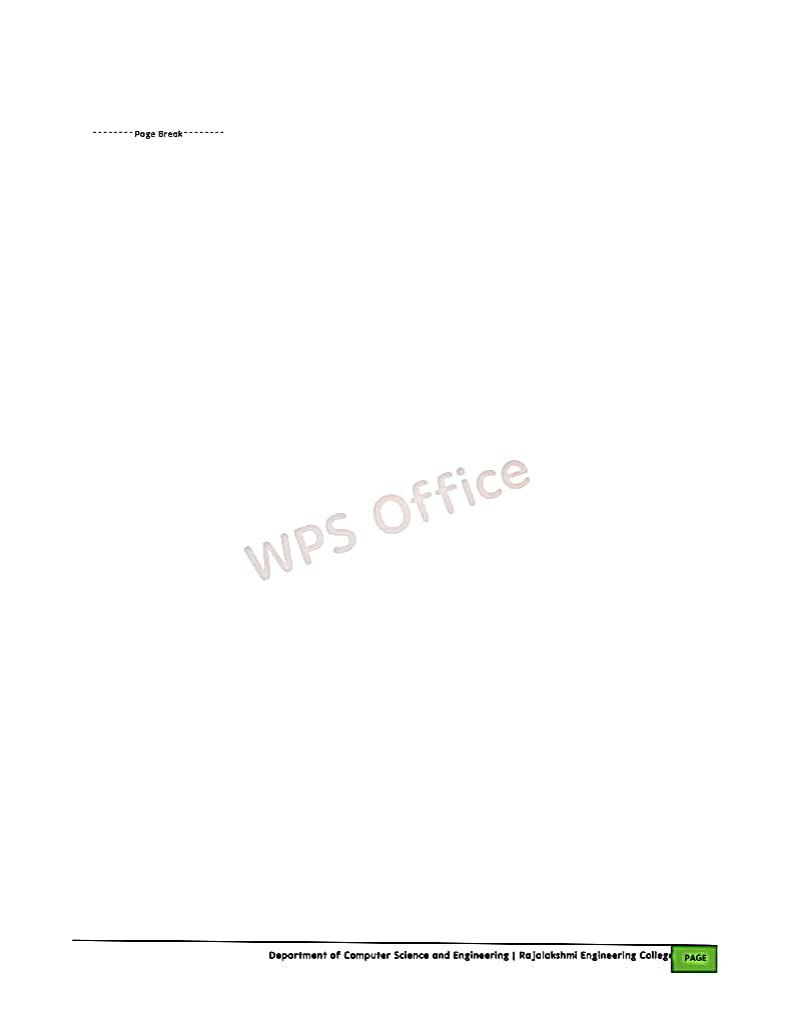 --------Page Break--------
WPS Office
Department of Computer Science and Engineering | Rajalakshmi Engineering College
PAGE